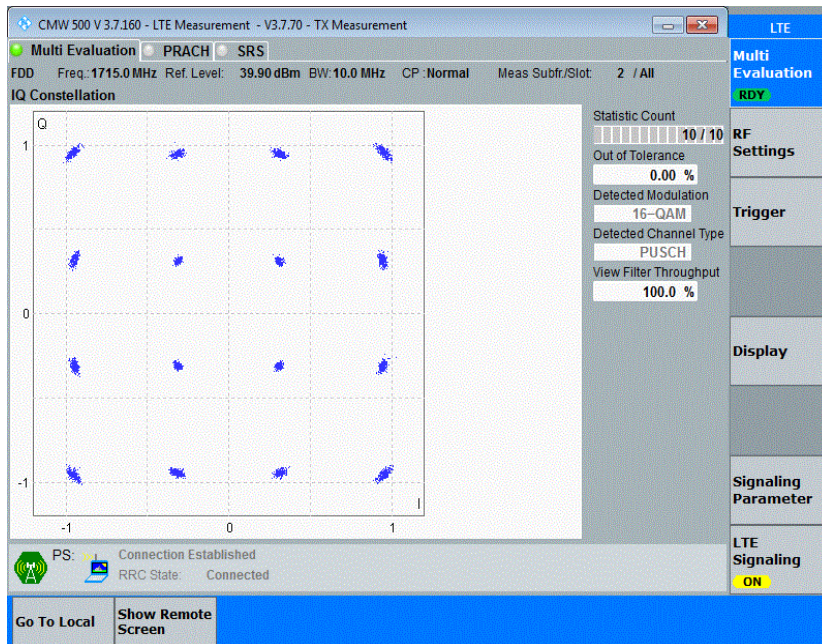 CMW 500 V 3.7.160 - LTE Measurement - V3.7.70 - TX Measurement
LTE
Multi Evaluation PRACH SRS
FDD Freq.: 1715.0 MHz Ref. Level: 39.90 dBm BW: 10.0 MHz CP : Normal Meas Subfr./Slot: 2 / All
IQ Constellation
Q
1
0
-1
-1 0 1
I
Statistic Count
10 / 10
Out of Tolerance
0.00 %
Detected Modulation
16-QAM
Detected Channel Type
PUSCH
View Filter Throughput
100.0 %
Multi
Evaluation
RDY
RF
Settings
Trigger
Display
Signaling
Parameter
LTE
Signaling
ON
PS: Connection Established
RRC State: Connected
Go To Local
Show Remote
Screen